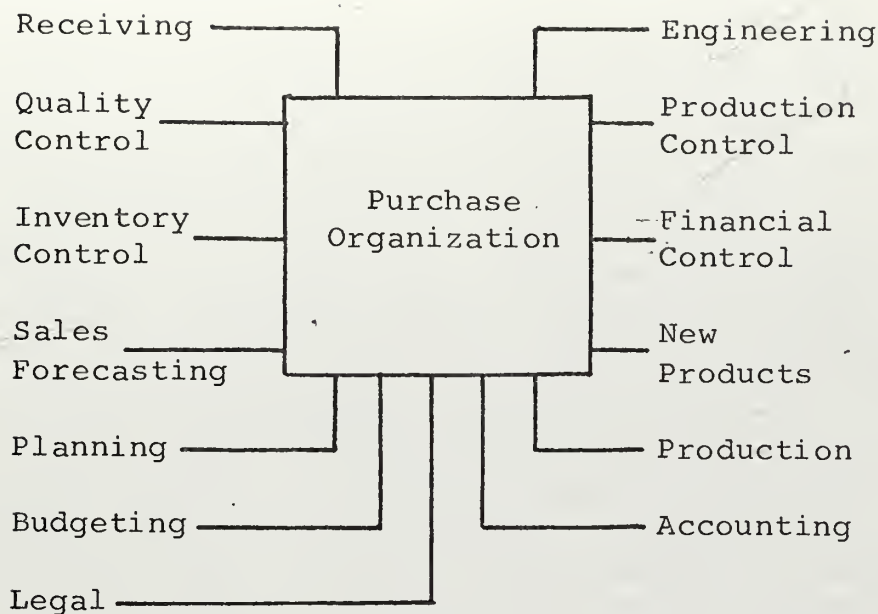 Receiving
Engineering
Quality
Control
Production
Control
Purchase
Organization
Inventory
Control
Financial
Control
Sales
Forecasting
New
Products
Planning
Production
Budgeting
Accounting
Legal